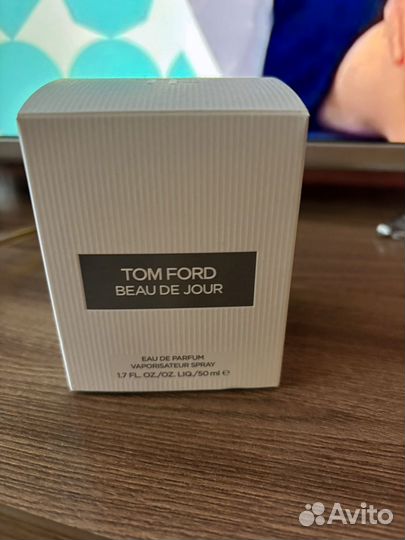 TOM FORD
BEAU DE JOUR
EAU DE PARFUM
VAPORISATEUR SPRAY
1.7 FL. OZ./OZ. LIQ./50 ml ℮
Avito